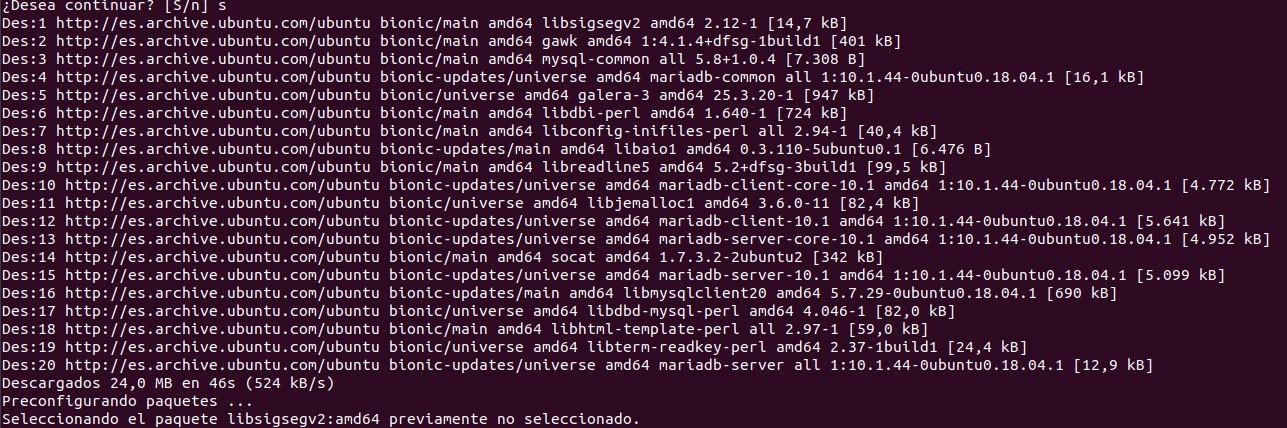 ¿Desea continuar? [S/n] s
Des:1 http://es.archive.ubuntu.com/ubuntu bionic/main amd64 libsigsegv2 amd64 2.12-1 [14,7 kB]
Des:2 http://es.archive.ubuntu.com/ubuntu bionic/main amd64 gawk amd64 1:4.1.4+dfsg-1build1 [401 kB]
Des:3 http://es.archive.ubuntu.com/ubuntu bionic/main amd64 mysql-common all 5.8+1.0.4 [7.308 B]
Des:4 http://es.archive.ubuntu.com/ubuntu bionic-updates/universe amd64 mariadb-common all 1:10.1.44-0ubuntu0.18.04.1 [16,1 kB]
Des:5 http://es.archive.ubuntu.com/ubuntu bionic/universe amd64 galera-3 amd64 25.3.20-1 [947 kB]
Des:6 http://es.archive.ubuntu.com/ubuntu bionic/main amd64 libdbi-perl amd64 1.640-1 [724 kB]
Des:7 http://es.archive.ubuntu.com/ubuntu bionic/main amd64 libconfig-inifiles-perl all 2.94-1 [40,4 kB]
Des:8 http://es.archive.ubuntu.com/ubuntu bionic-updates/main amd64 libaio1 amd64 0.3.110-5ubuntu0.1 [6.476 B]
Des:9 http://es.archive.ubuntu.com/ubuntu bionic/main amd64 libreadline5 amd64 5.2+dfsg-3build1 [99,5 kB]
Des:10 http://es.archive.ubuntu.com/ubuntu bionic-updates/universe amd64 mariadb-client-core-10.1 amd64 1:10.1.44-0ubuntu0.18.04.1 [4.772 kB]
Des:11 http://es.archive.ubuntu.com/ubuntu bionic/universe amd64 libjemalloc1 amd64 3.6.0-11 [82,4 kB]
Des:12 http://es.archive.ubuntu.com/ubuntu bionic-updates/universe amd64 mariadb-client-10.1 amd64 1:10.1.44-0ubuntu0.18.04.1 [5.641 kB]
Des:13 http://es.archive.ubuntu.com/ubuntu bionic-updates/universe amd64 mariadb-server-core-10.1 amd64 1:10.1.44-0ubuntu0.18.04.1 [4.952 kB]
Des:14 http://es.archive.ubuntu.com/ubuntu bionic/main amd64 socat amd64 1.7.3.2-2ubuntu2 [342 kB]
Des:15 http://es.archive.ubuntu.com/ubuntu bionic-updates/universe amd64 mariadb-server-10.1 amd64 1:10.1.44-0ubuntu0.18.04.1 [5.099 kB]
Des:16 http://es.archive.ubuntu.com/ubuntu bionic-updates/main amd64 libmysqlclient20 amd64 5.7.29-0ubuntu0.18.04.1 [690 kB]
Des:17 http://es.archive.ubuntu.com/ubuntu bionic/universe amd64 libdbd-mysql-perl amd64 4.046-1 [82,0 kB]
Des:18 http://es.archive.ubuntu.com/ubuntu bionic/main amd64 libhtml-template-perl all 2.97-1 [59,0 kB]
Des:19 http://es.archive.ubuntu.com/ubuntu bionic/universe amd64 libterm-readkey-perl amd64 2.37-1build1 [24,4 kB]
Des:20 http://es.archive.ubuntu.com/ubuntu bionic-updates/universe amd64 mariadb-server all 1:10.1.44-0ubuntu0.18.04.1 [12,9 kB]
Descargados 24,0 MB en 46s (524 kB/s)
Preconfigurando paquetes ...
Seleccionando el paquete libsigsegv2:amd64 previamente no seleccionado.